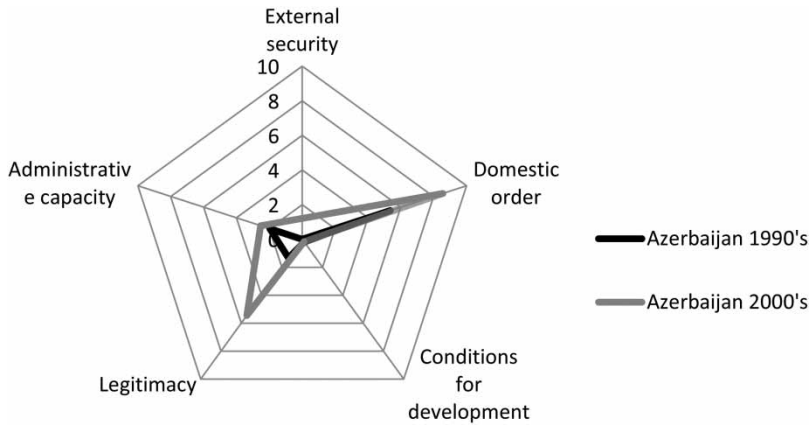 External
security
10
8
6
4
2
0
Administrativ
e capacity
Domestic
order
Azerbaijan 1990's
Azerbaijan 2000's
Legitimacy
Conditions
for
development